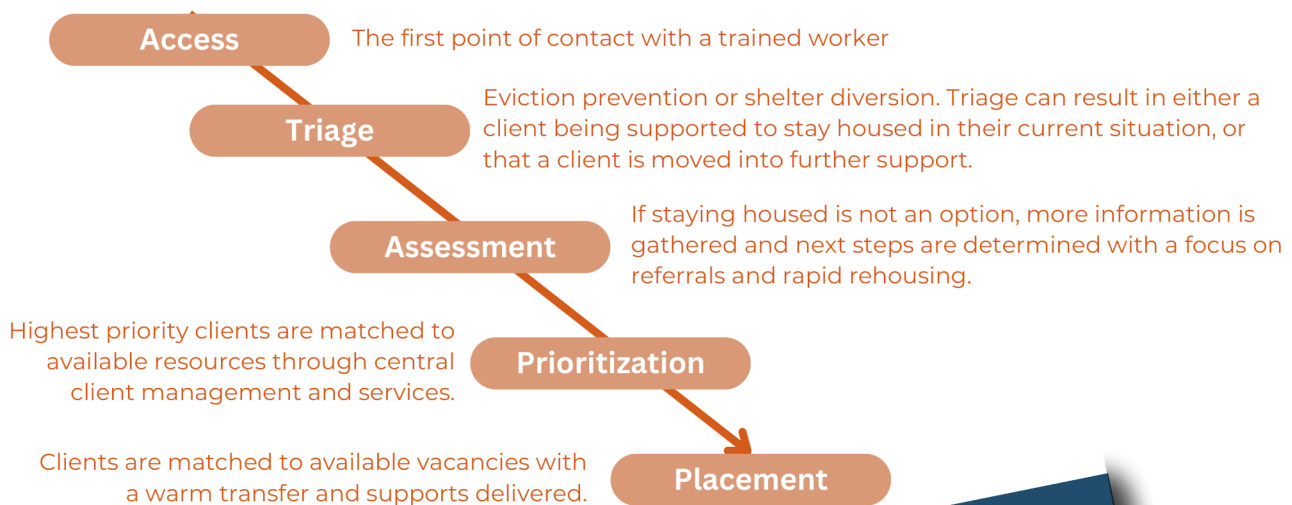 Access
The first point of contact with a trained worker
Triage
Eviction prevention or shelter diversion. Triage can result in either a
client being supported to stay housed in their current situation, or
that a client is moved into further support.
Assessment
If staying housed is not an option, more information is
gathered and next steps are determined with a focus on
referrals and rapid rehousing.
Highest priority clients are matched to
available resources through central
client management and services.
Prioritization
Clients are matched to available vacancies with
a warm transfer and supports delivered.
Placement